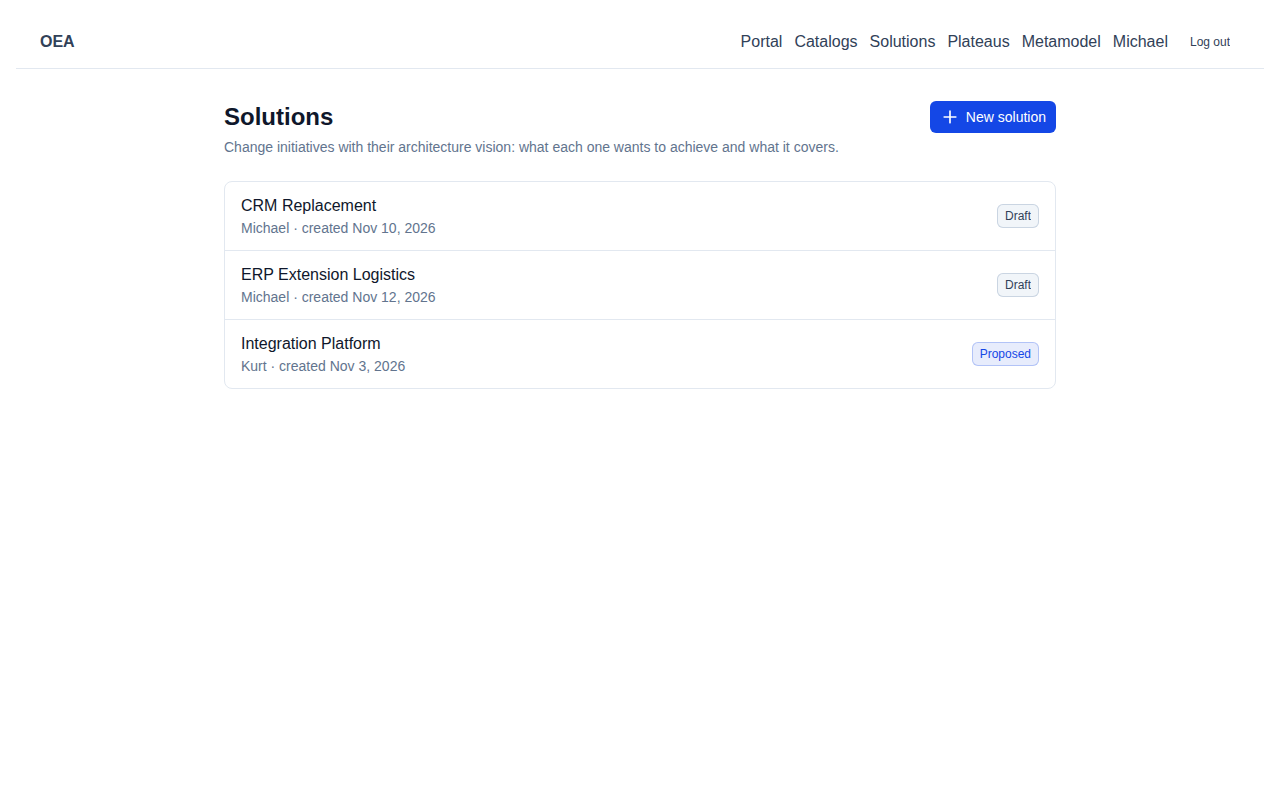 OEA
Portal Catalogs Solutions Plateaus Metamodel Michael Log out
Solutions
New solution
Change initiatives with their architecture vision: what each one wants to achieve and what it covers.
CRM Replacement
Michael · created Nov 10, 2026
Draft
ERP Extension Logistics
Michael · created Nov 12, 2026
Draft
Integration Platform
Kurt · created Nov 3, 2026
Proposed